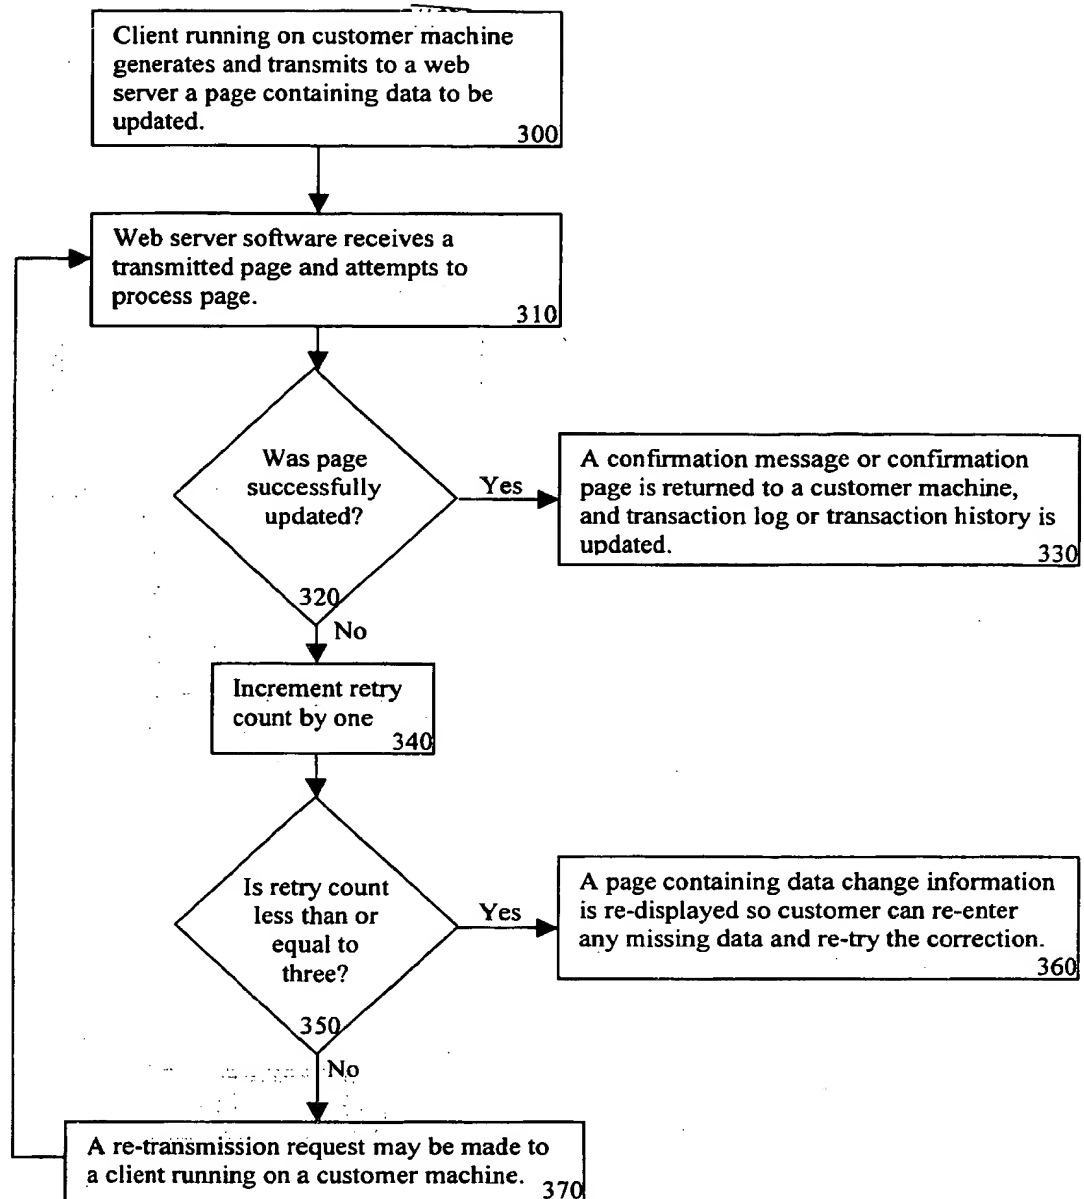 Client running on customer machine
generates and transmits to a web
server a page containing data to be
updated.
300
Web server software receives a
transmitted page and attempts to
process page.
310
Was page
successfully
updated?
320
Yes
A confirmation message or confirmation
page is returned to a customer machine,
and transaction log or transaction history is
updated.
330
No
Increment retry
count by one
340
Is retry count
less than or
equal to
three?
350
Yes
A page containing data change information
is re-displayed so customer can re-enter
any missing data and re-try the correction.
360
No
A re-transmission request may be made to
a client running on a customer machine.
370